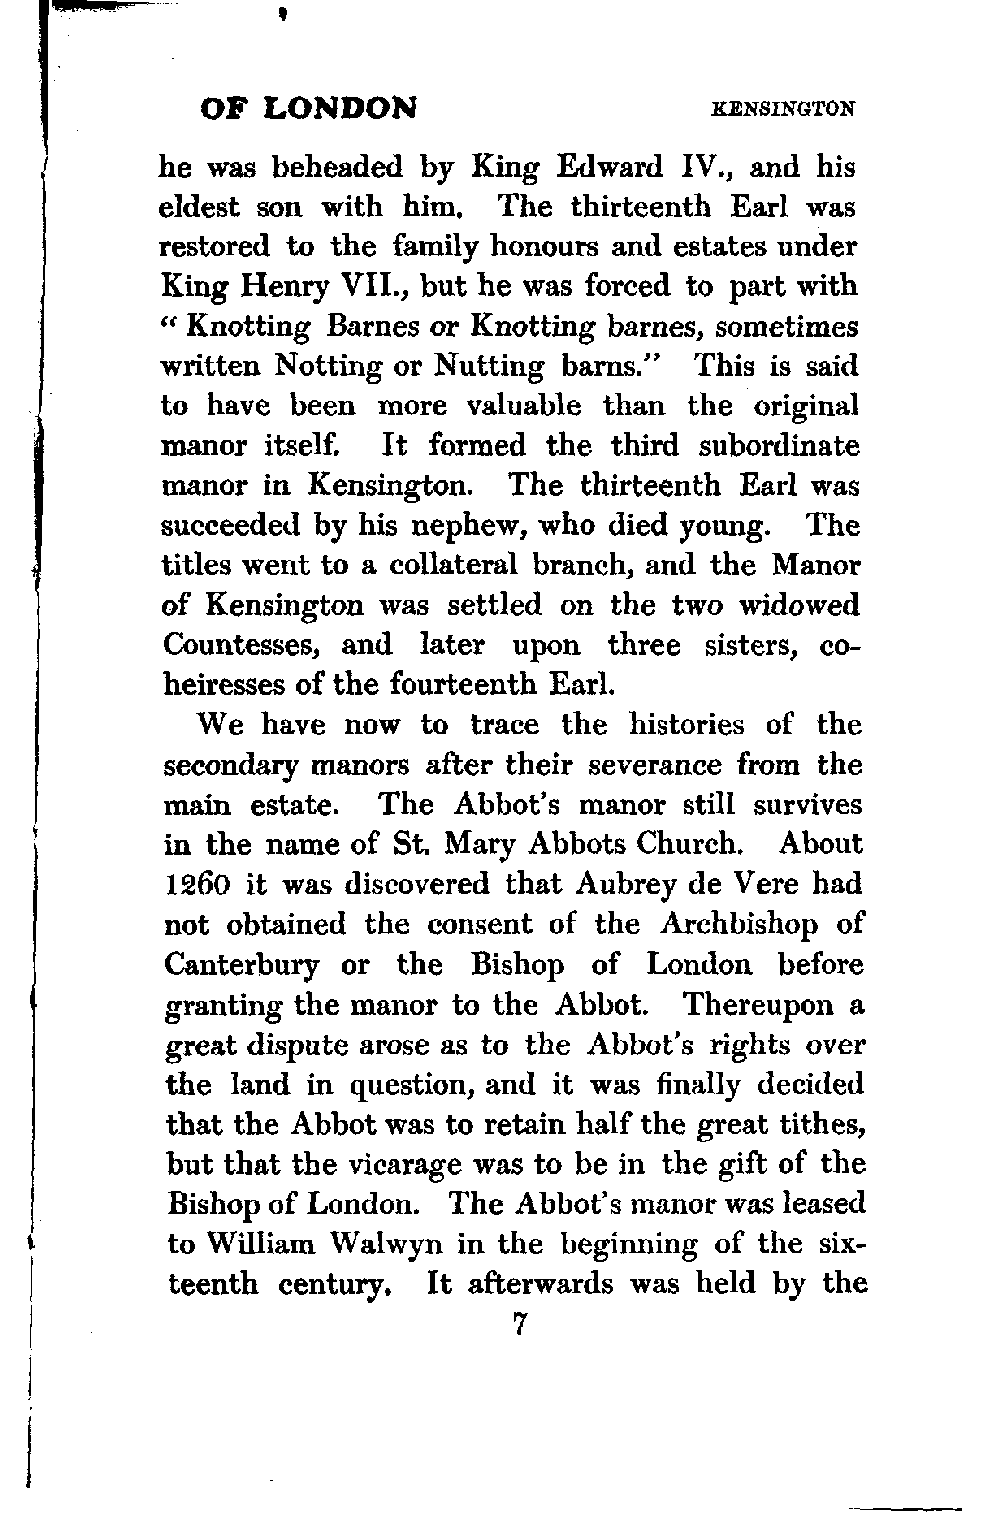 OF LONDON KENSINGTON
he was beheaded by King Edward IV., and his
eldest son with him. The thirteenth Earl was
restored to the family honours and estates under
King Henry VII., but he was forced to part with
“ Knotting Barnes or Knotting barnes, sometimes
written Notting or Nutting barns.” This is said
to have been more valuable than the original
manor itself. It formed the third subordinate
manor in Kensington. The thirteenth Earl was
succeeded by his nephew, who died young. The
titles went to a collateral branch, and the Manor
of Kensington was settled on the two widowed
Countesses, and later upon three sisters, co-
heiresses of the fourteenth Earl.
We have now to trace the histories of the
secondary manors after their severance from the
main estate. The Abbot's manor still survives
in the name of St. Mary Abbots Church. About
1260 it was discovered that Aubrey de Vere had
not obtained the consent of the Archbishop of
Canterbury or the Bishop of London before
granting the manor to the Abbot. Thereupon a
great dispute arose as to the Abbot's rights over
the land in question, and it was finally decided
that the Abbot was to retain half the great tithes,
but that the vicarage was to be in the gift of the
Bishop of London. The Abbot's manor was leased
to William Walwyn in the beginning of the six-
teenth century. It afterwards was held by the
7